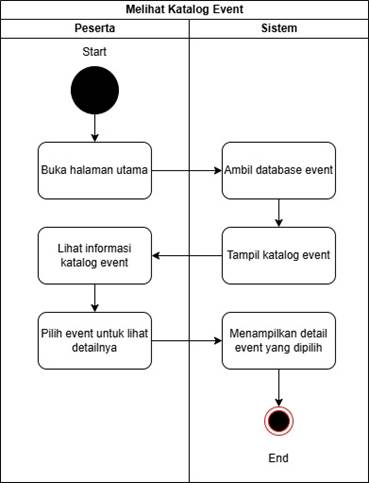 Melihat Katalog Event
Peserta
Sistem
Start
Buka halaman utama
Ambil database event
Lihat informasi
katalog event
Tampil katalog event
Pilih event untuk lihat
detailnya
Menampilkan detail
event yang dipilih
End